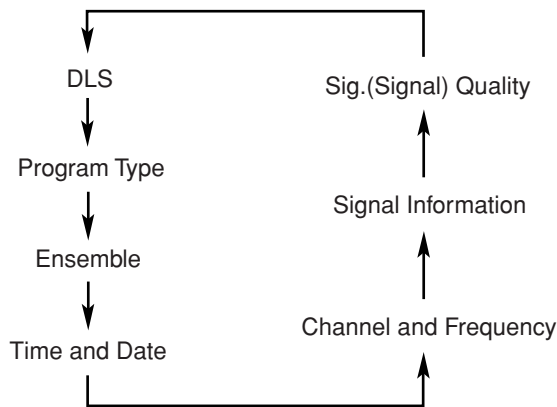 DLS
Program Type
Ensemble
Time and Date
Channel and Frequency
Signal Information
Sig.(Signal) Quality